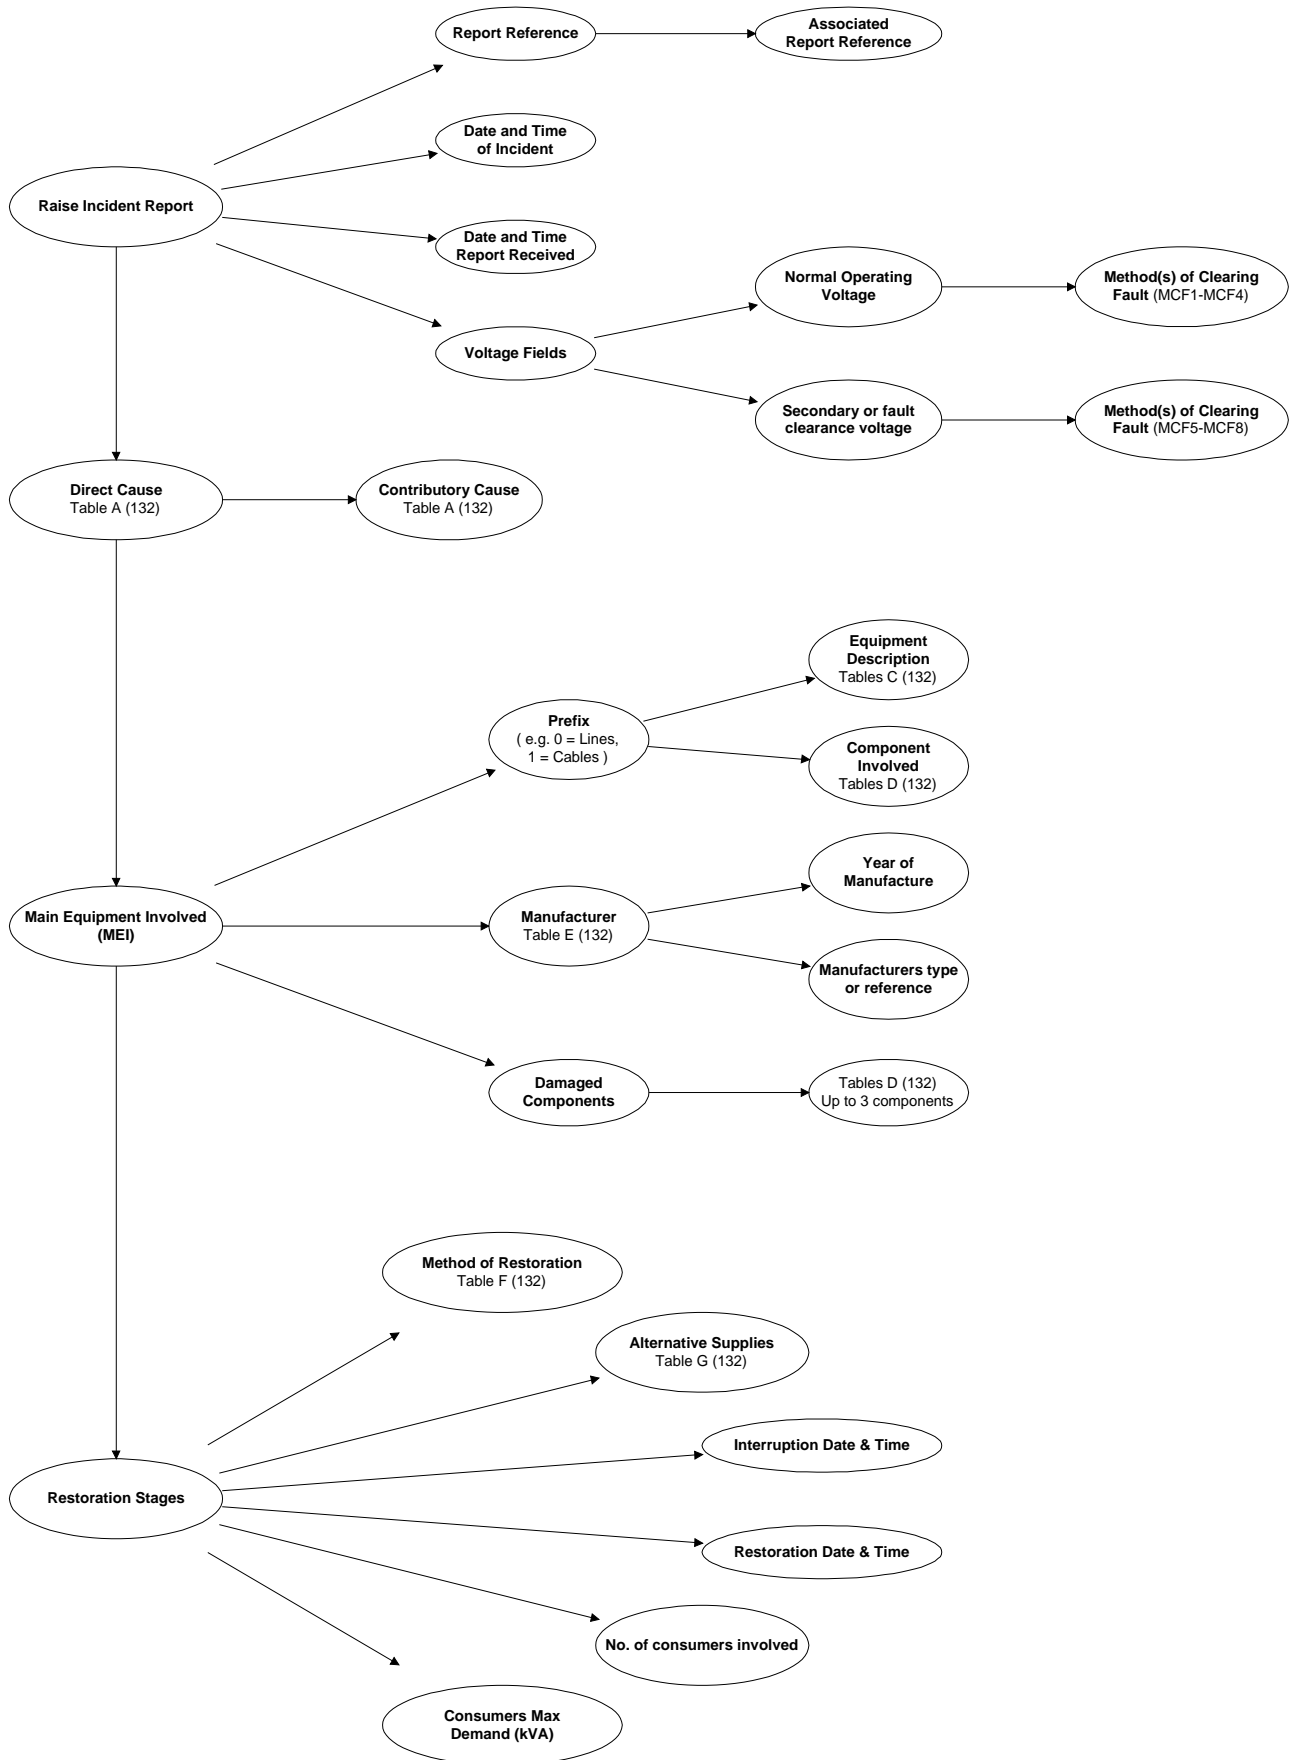 Report Reference
Associated
Report Reference
Date and Time
of Incident
Raise Incident Report
Date and Time
Report Received
Normal Operating
Voltage
Method(s) of Clearing
Fault (MCF1-MCF4)
Voltage Fields
Secondary or fault
clearance voltage
Method(s) of Clearing
Fault (MCF5-MCF8)
Direct Cause
Table A (132)
Contributory Cause
Table A (132)
Equipment
Description
Tables C (132)
Prefix
( e.g. 0 = Lines,
1 = Cables )
Component
Involved
Tables D (132)
Year of
Manufacture
Main Equipment Involved
(MEI)
Manufacturer
Table E (132)
Manufacturers type
or reference
Damaged
Components
Tables D (132)
Up to 3 components
Method of Restoration
Table F (132)
Alternative Supplies
Table G (132)
Interruption Date & Time
Restoration Stages
Restoration Date & Time
No. of consumers involved
Consumers Max
Demand (kVA)